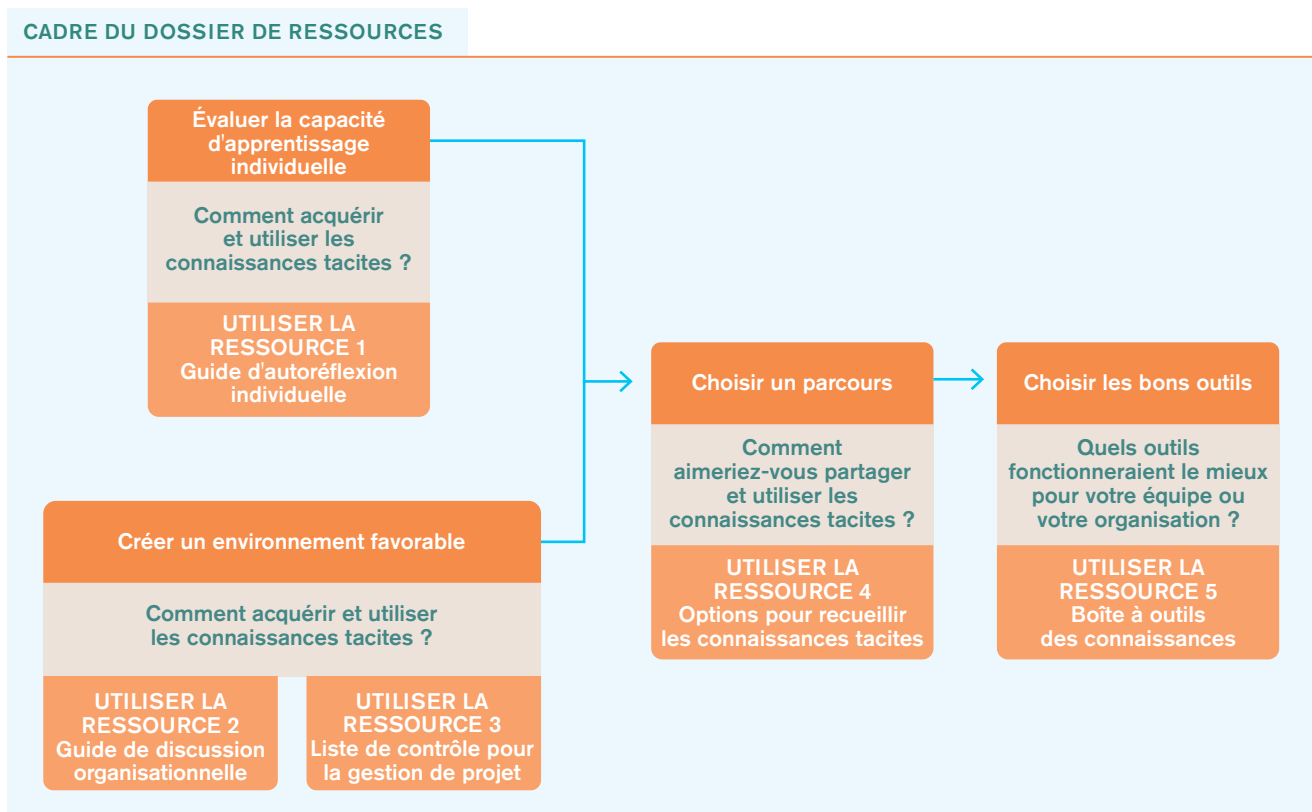 CADRE DU DOSSIER DE RESSOURCES
Évaluer la capacité
d'apprentissage
individuelle
Comment acquérir
et utiliser les
connaissances tacites ?
UTILISER LA
RESSOURCE 1
Guide d'autoréflexion
individuelle
Créer un environnement favorable
Comment acquérir et utiliser
les connaissances tacites ?
UTILISER LA
RESSOURCE 2
Guide de discussion
organisationnelle
UTILISER LA
RESSOURCE 3
Liste de contrôle pour
la gestion de projet
Choisir un parcours
Comment
aimeriez-vous partager
et utiliser les
connaissances tacites ?
UTILISER LA
RESSOURCE 4
Options pour recueillir
les connaissances tacites
Choisir les bons outils
Quels outils
fonctionneraient le mieux
pour votre équipe ou
votre organisation ?
UTILISER LA
RESSOURCE 5
Boîte à outils
des connaissances